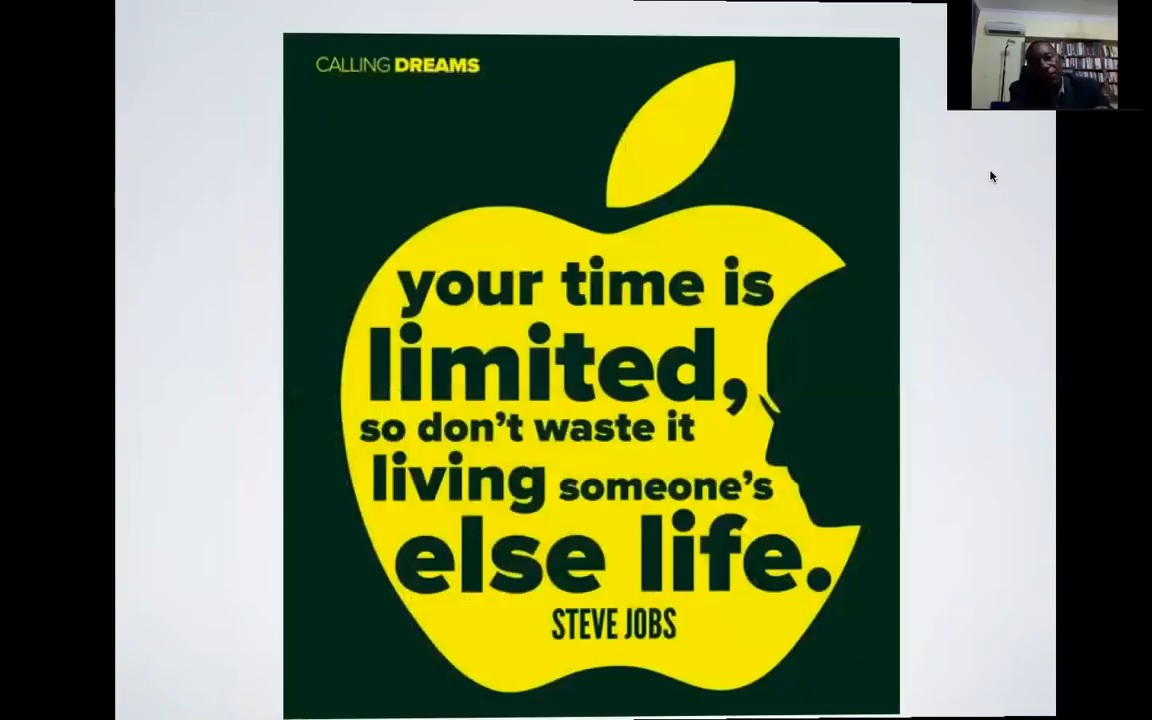 CALLING DREAMS
your time is
limited,
so don't waste it
living someone's
else life.
STEVE JOBS